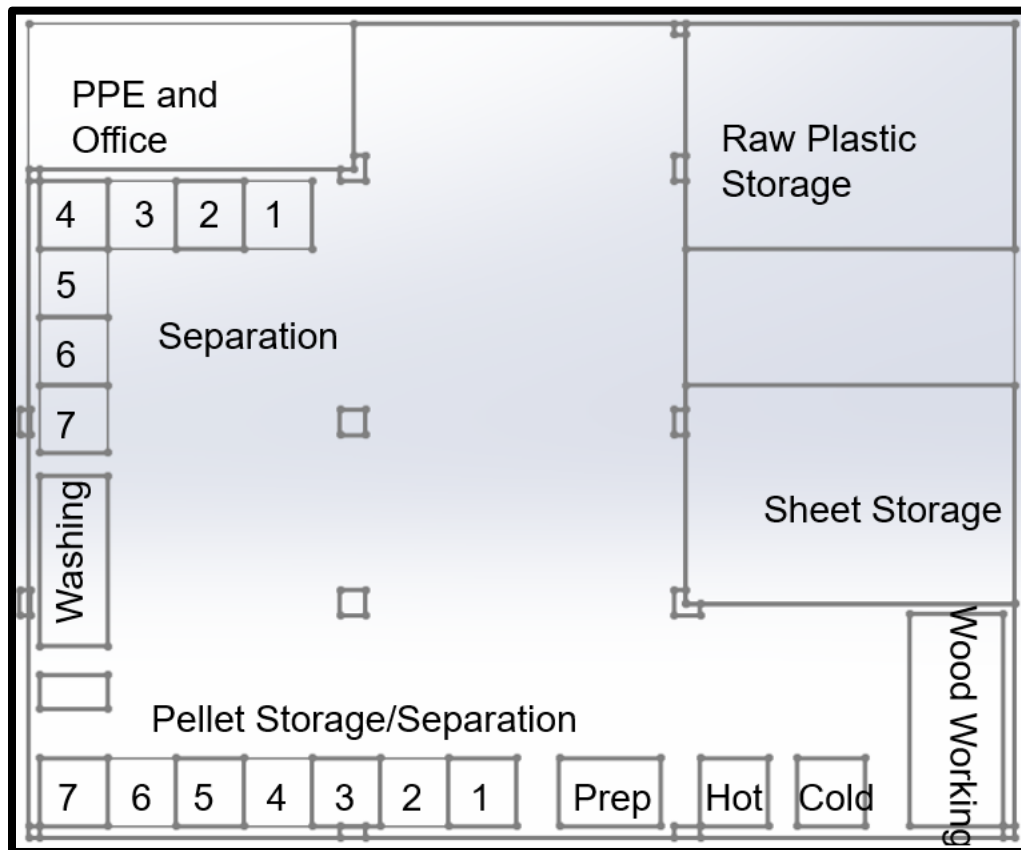 PPE and
Office
Raw Plastic
Storage
4 3 2 1
5
Separation
6
7
Washing
Sheet Storage
Wood Working
Pellet Storage/Separation
7 6 5 4 3 2 1 Prep Hot Cold